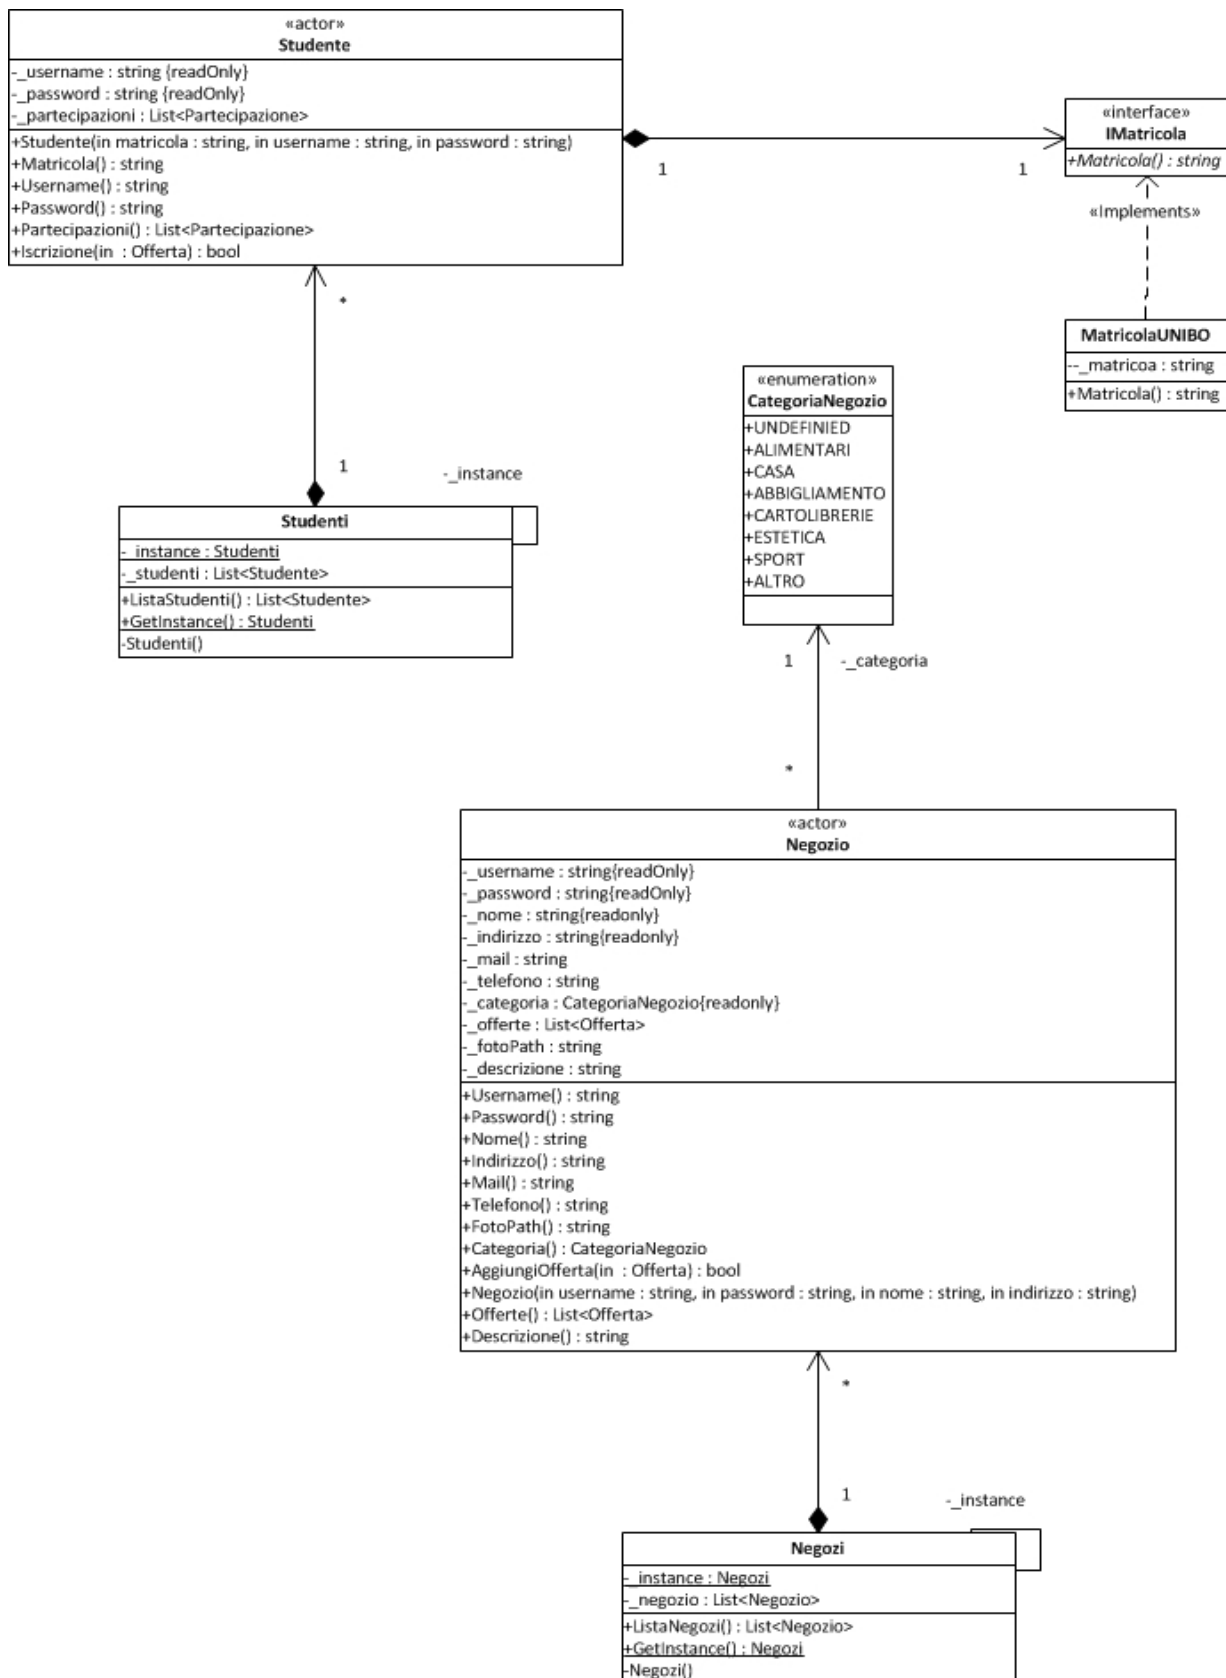 «actor»
Studente
-_username : string {readOnly}
-_password : string {readOnly}
-_partecipazioni : List<Partecipazione>
+Studente(in matricola : string, in username : string, in password : string)
+Matricola() : string
+Username() : string
+Password() : string
+Partecipazioni() : List<Partecipazione>
+Iscrizione(in  : Offerta) : bool
1
1
«interface»
IMatricola
+Matricola() : string
«Implements»
MatricolaUNIBO
--_matricoa : string
+Matricola() : string
*
1
-_instance
Studenti
-_instance : Studenti
-_studenti : List<Studente>
+ListaStudenti() : List<Studente>
+GetInstance() : Studenti
-Studenti()
«enumeration»
CategoriaNegozio
+UNDEFINIED
+ALIMENTARI
+CASA
+ABBIGLIAMENTO
+CARTOLIBRERIE
+ESTETICA
+SPORT
+ALTRO
1
-_categoria
*
«actor»
Negozio
-_username : string{readOnly}
-_password : string{readOnly}
-_nome : string{readonly}
-_indirizzo : string{readonly}
-_mail : string
-_telefono : string
-_categoria : CategoriaNegozio{readonly}
-_offerte : List<Offerta>
-_fotoPath : string
-_descrizione : string
+Username() : string
+Password() : string
+Nome() : string
+Indirizzo() : string
+Mail() : string
+Telefono() : string
+FotoPath() : string
+Categoria() : CategoriaNegozio
+AggiungiOfferta(in  : Offerta) : bool
+Negozio(in username : string, in password : string, in nome : string, in indirizzo : string)
+Offerte() : List<Offerta>
+Descrizione() : string
*
1
-_instance
Negozi
-_instance : Negozi
-_negozio : List<Negozio>
+ListaNegozi() : List<Negozio>
+GetInstance() : Negozi
-Negozi()